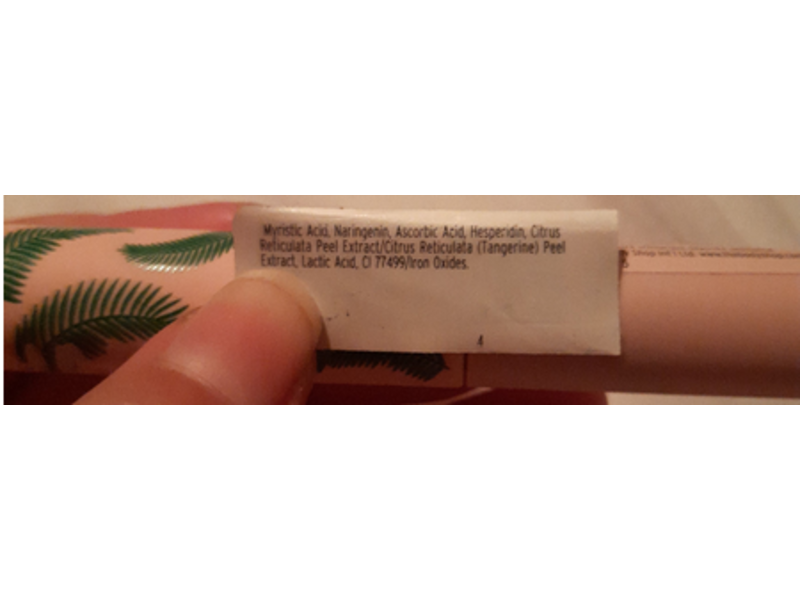 Myristic Acid, Naringenin, Ascorbic Acid, Hesperidin, Citrus
Reticulata Peel Extract/Citrus Reticulata (Tangerine) Peel
Extract, Lactic Acid, CI 77499/Iron Oxides.
4